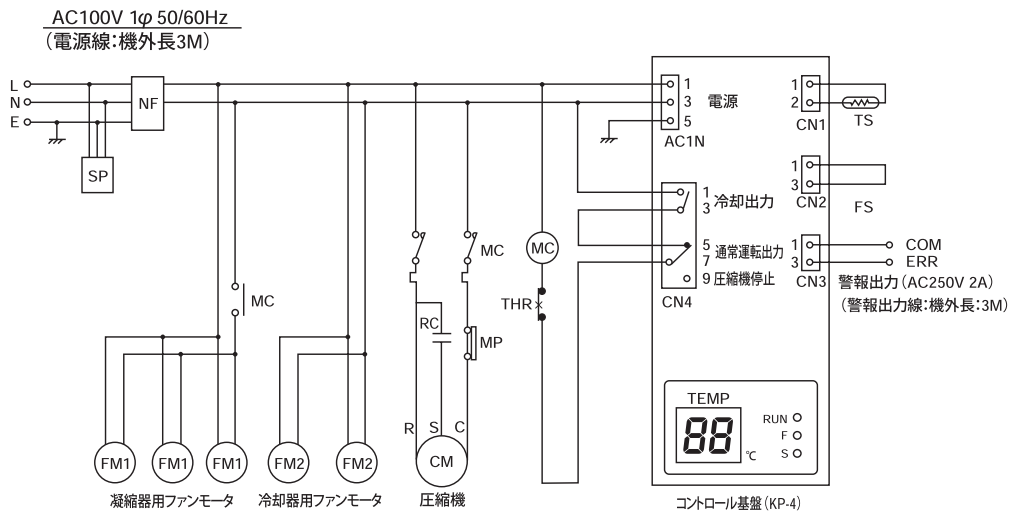 AC100V 1φ 50/60Hz
(電源線：機外長3M)
L
N
E
NF
SP
1
3
5
電源
AC1N
1
2
CN1
TS
1
3
CN2
FS
1
3
冷却出力
5
7
通常運転出力
9
圧縮機停止
CN4
1
3
CN3
COM
ERR
警報出力(AC250V 2A)
(警報出力線：機外長：3M)
MC
MC
MC
THR
RC
MP
R
S
C
FM1
FM1
FM1
FM2
FM2
CM
凝縮器用ファンモータ
冷却器用ファンモータ
圧縮機
TEMP
88
℃
RUN
F
S
コントロール基盤(KP-4)